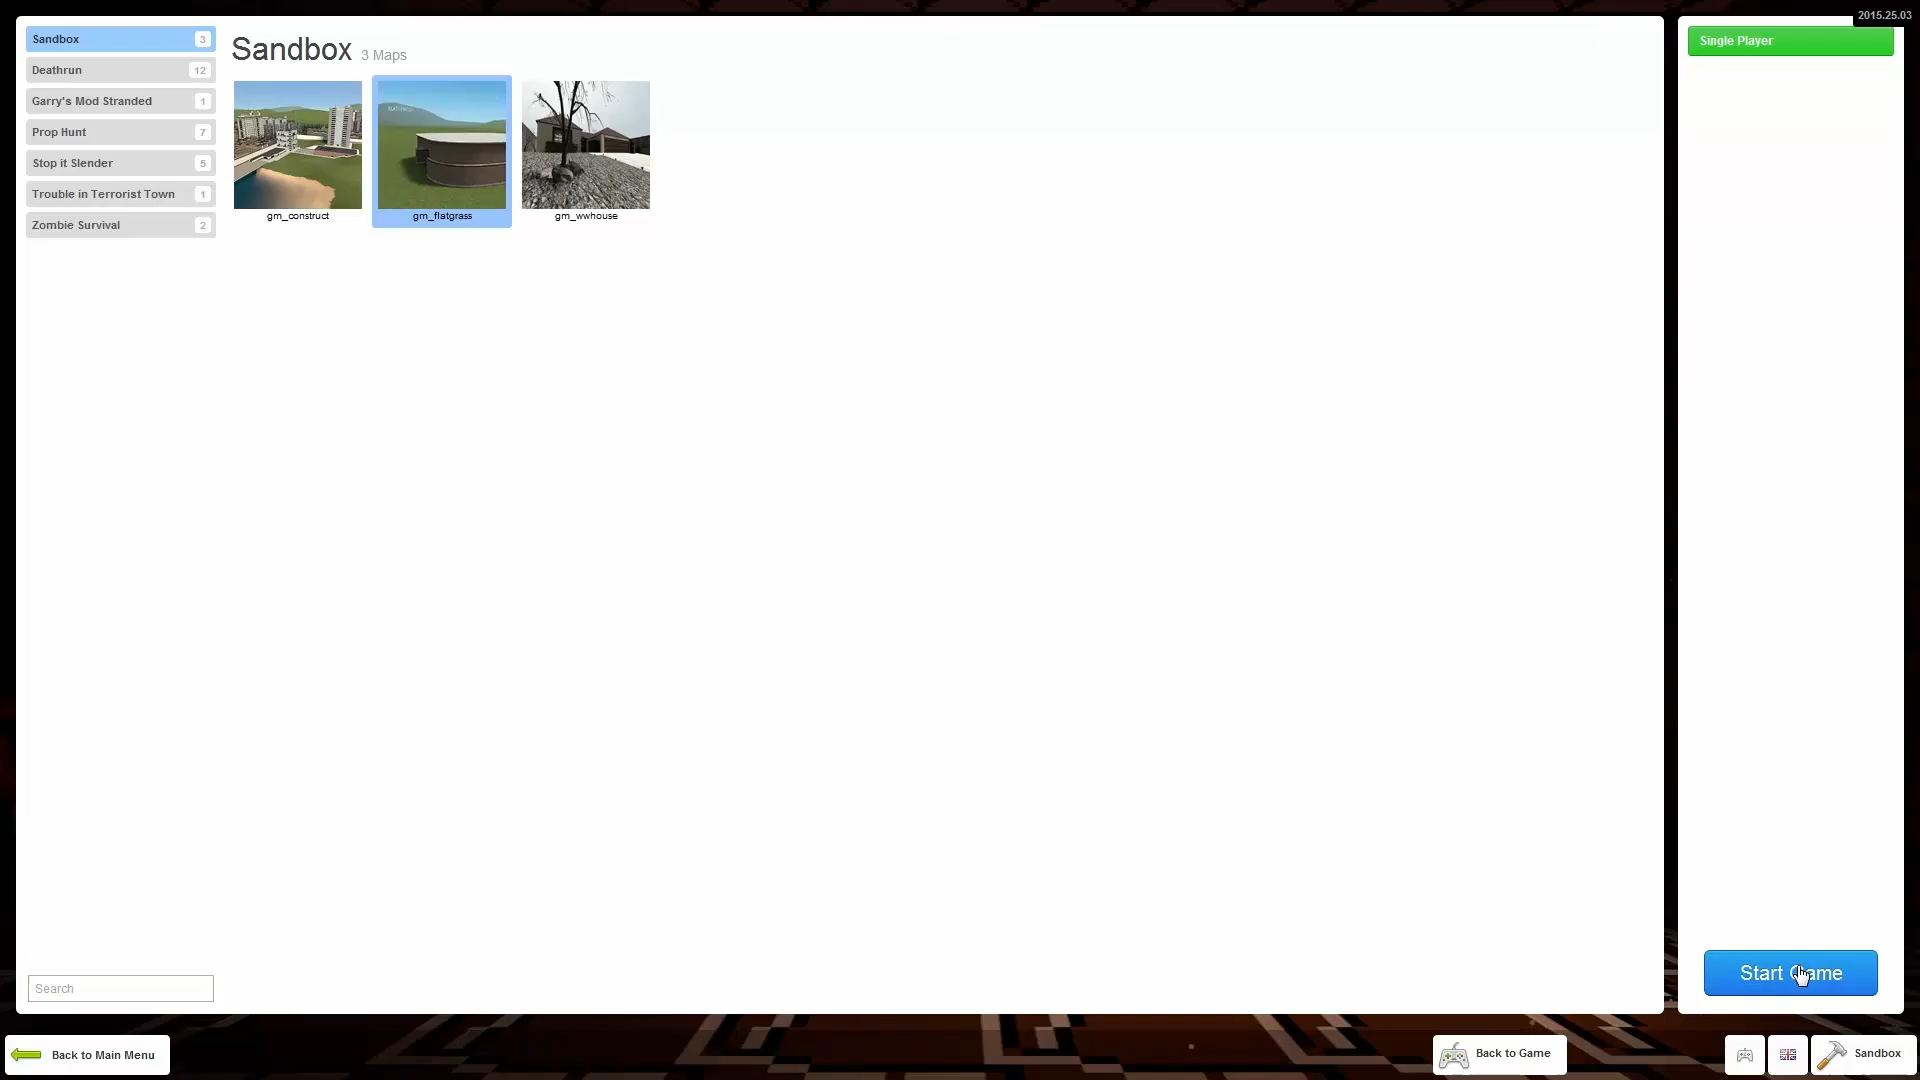 2015.25.03
Sandbox 3
Deathrun 12
Garry's Mod Stranded 1
Prop Hunt 7
Stop it Slender 5
Trouble in Terrorist Town 1
Zombie Survival 2
Sandbox 3 Maps
gm_construct
gm_flatgrass
gm_wwhouse
Search
Single Player
Start Game
Back to Main Menu
Back to Game
Sandbox